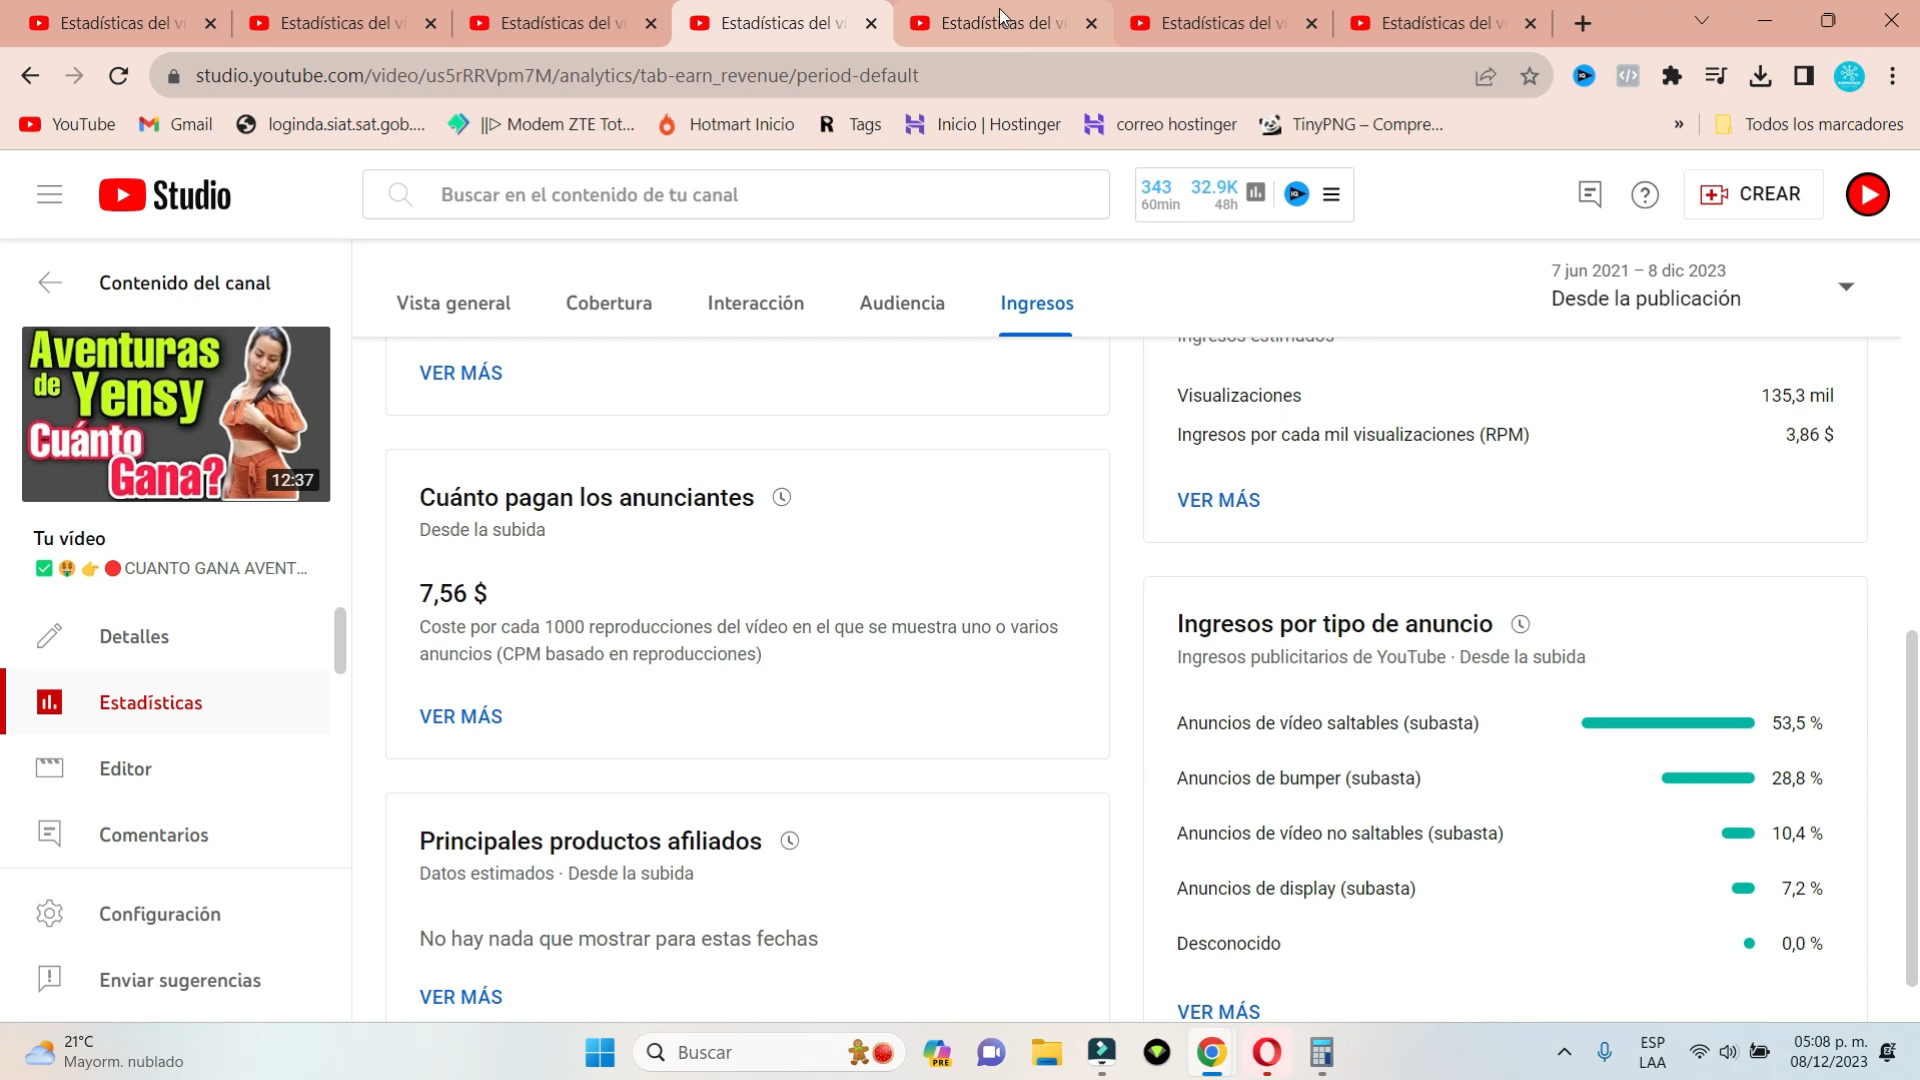 Estadísticas del ví
Estadísticas del ví
Estadísticas del ví
Estadísticas del ví
Estadísticas del ví
Estadísticas del ví
Estadísticas del ví
studio.youtube.com/video/us5rRRVpm7M/analytics/tab-earn_revenue/period-default
YouTube
Gmail
loginda.siat.sat.gob....
||▷ Modem ZTE Tot...
Hotmart Inicio
R Tags
Inicio | Hostinger
correo hostinger
TinyPNG – Compre...
»
Todos los marcadores
Studio
Buscar en el contenido de tu canal
343 32.9K
60min 48h
CREAR
Contenido del canal
Aventuras
de Yensy
Cuánto
Gana?
12:37
Tu vídeo
CUANTO GANA AVENT...
Detalles
Estadísticas
Editor
Comentarios
Configuración
Enviar sugerencias
Vista general
Cobertura
Interacción
Audiencia
Ingresos
7 jun 2021 – 8 dic 2023
Desde la publicación
VER MÁS
Cuánto pagan los anunciantes
Desde la subida
7,56 $
Coste por cada 1000 reproducciones del vídeo en el que se muestra uno o varios
anuncios (CPM basado en reproducciones)
VER MÁS
Principales productos afiliados
Datos estimados · Desde la subida
No hay nada que mostrar para estas fechas
VER MÁS
Ingresos estimados
Visualizaciones 135,3 mil
Ingresos por cada mil visualizaciones (RPM) 3,86 $
VER MÁS
Ingresos por tipo de anuncio
Ingresos publicitarios de YouTube · Desde la subida
Anuncios de vídeo saltables (subasta) 53,5 %
Anuncios de bumper (subasta) 28,8 %
Anuncios de vídeo no saltables (subasta) 10,4 %
Anuncios de display (subasta) 7,2 %
Desconocido 0,0 %
VER MÁS
21°C
Mayorm. nublado
Buscar
PRE
ESP
LAA
05:08 p. m.
08/12/2023